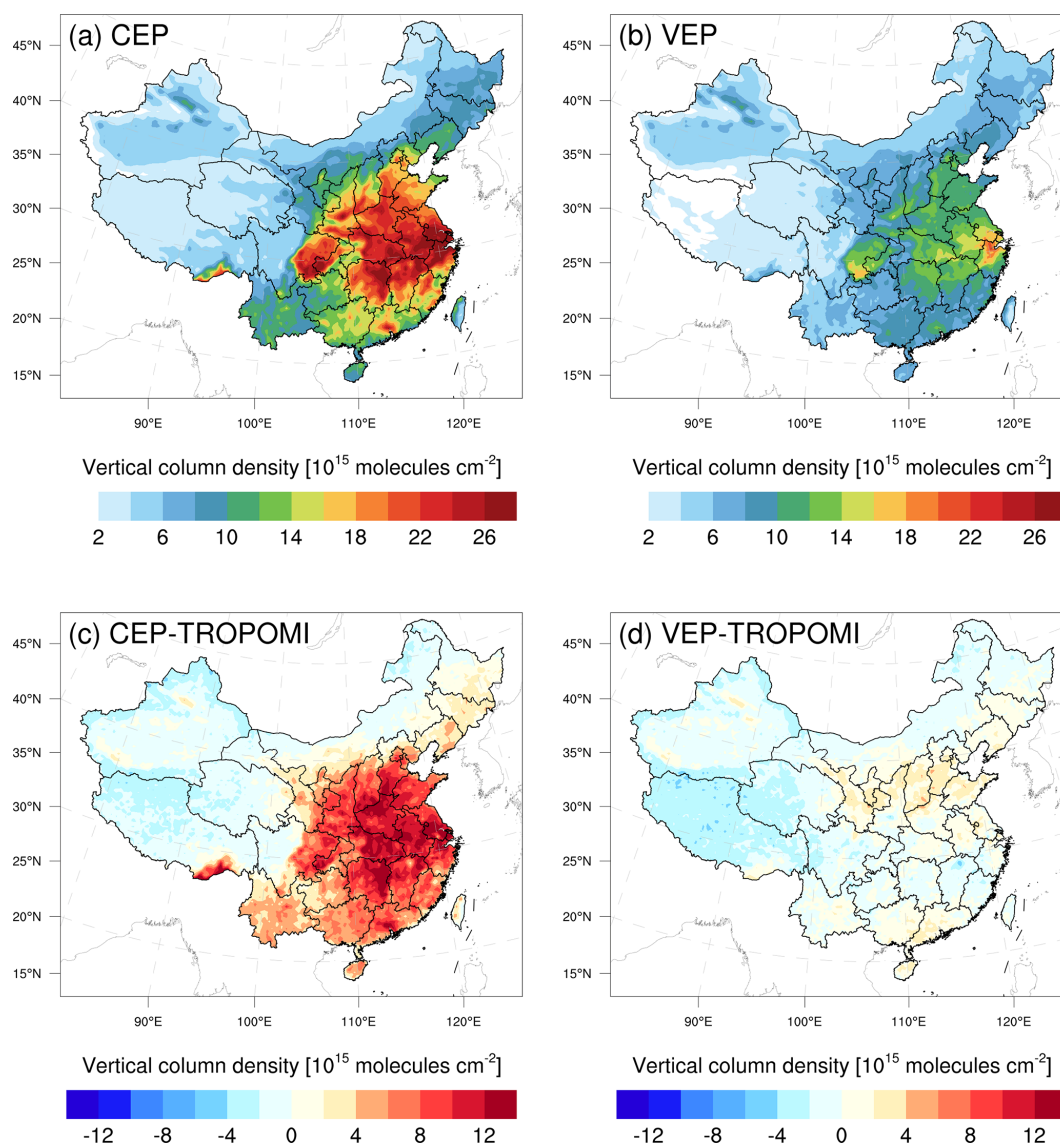 (a) CEP
(b) VEP
45°N
40°N
35°N
30°N
25°N
20°N
15°N
90°E 100°E 110°E 120°E
45°N
40°N
35°N
30°N
25°N
20°N
15°N
90°E 100°E 110°E 120°E
Vertical column density [10¹⁵ molecules cm⁻²]
2 6 10 14 18 22 26
Vertical column density [10¹⁵ molecules cm⁻²]
2 6 10 14 18 22 26
(c) CEP-TROPOMI
(d) VEP-TROPOMI
45°N
40°N
35°N
30°N
25°N
20°N
15°N
90°E 100°E 110°E 120°E
45°N
40°N
35°N
30°N
25°N
20°N
15°N
90°E 100°E 110°E 120°E
Vertical column density [10¹⁵ molecules cm⁻²]
-12 -8 -4 0 4 8 12
Vertical column density [10¹⁵ molecules cm⁻²]
-12 -8 -4 0 4 8 12